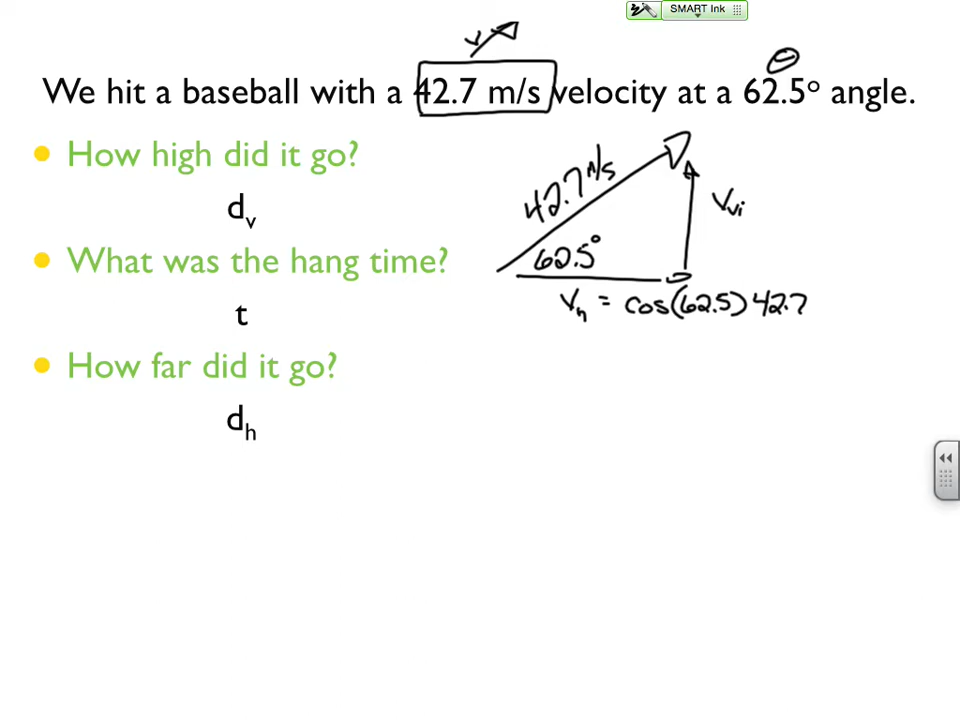 SMART Ink
v
θ
We hit a baseball with a 42.7 m/s velocity at a 62.5° angle.
• How high did it go?
dv
• What was the hang time?
t
• How far did it go?
dh
42.7 m/s
Vvi
62.5°
Vh = cos(62.5) 42.7